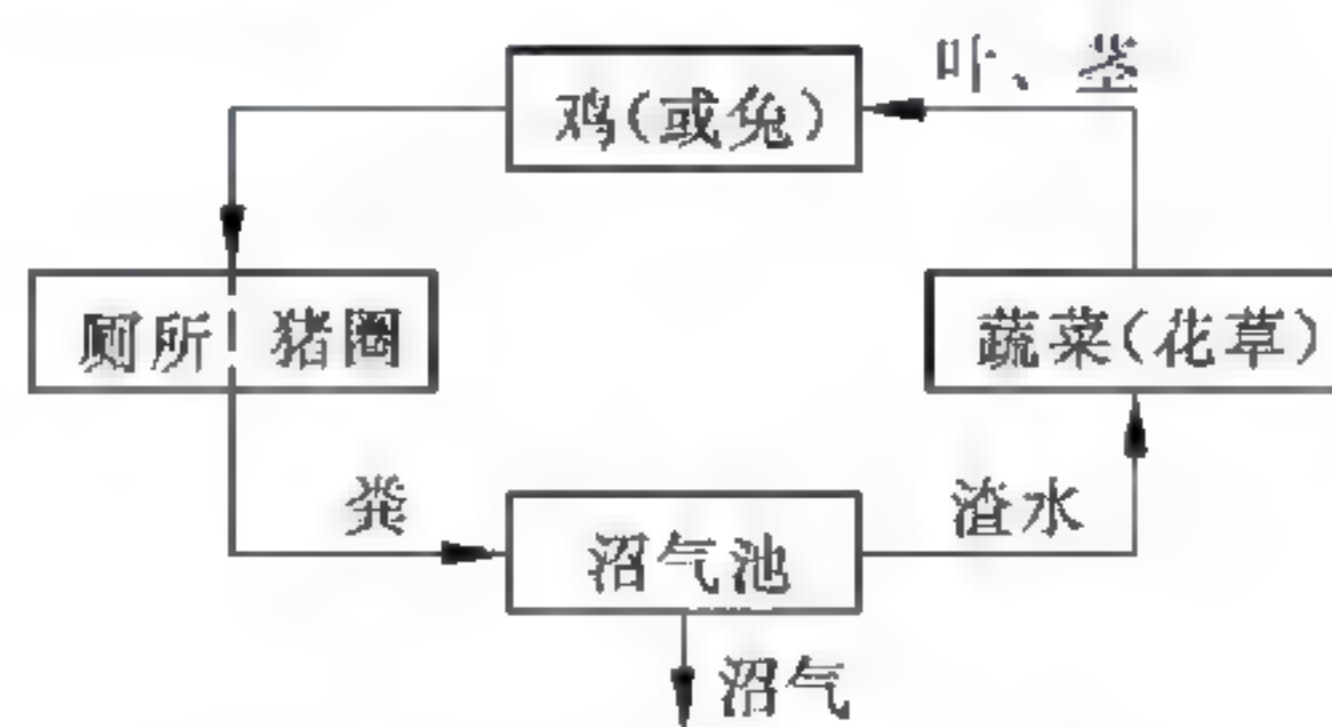 叶、茎
鸡(或兔)
厕所 猪圈
蔬菜(花草)
粪
渣水
沼气池
沼气